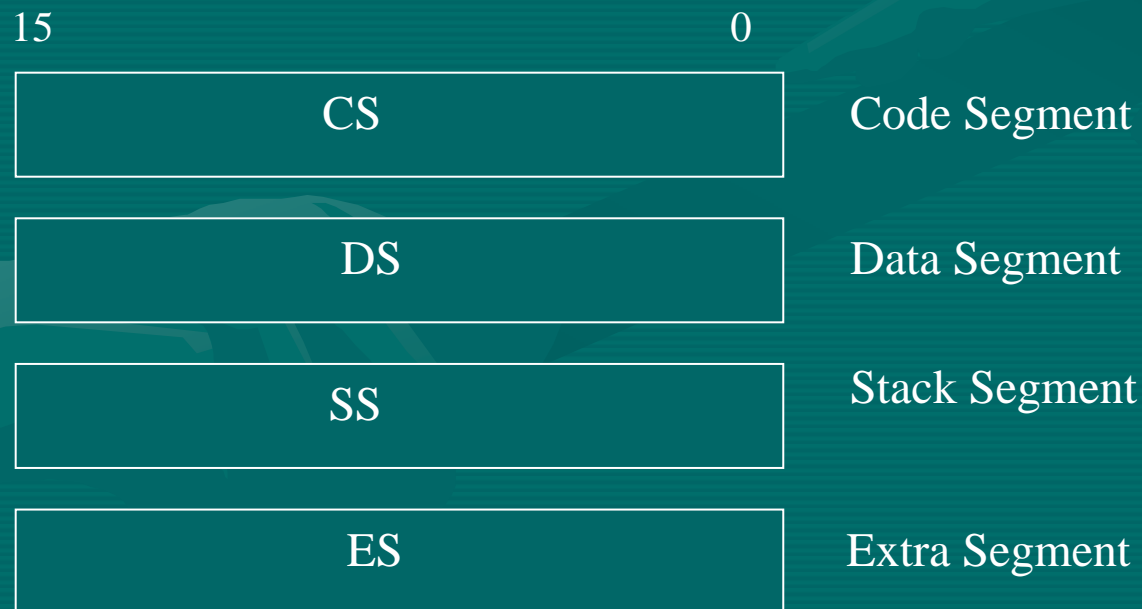 15 0
CS Code Segment
DS Data Segment
SS Stack Segment
ES Extra Segment